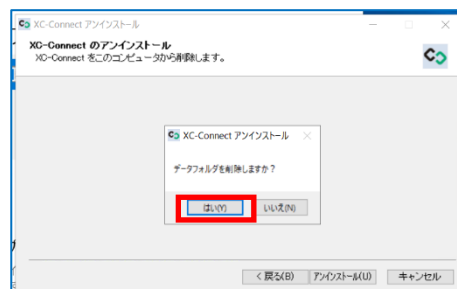 XC-Connect アンインストール
XC-Connect のアンインストール
XC-Connect をこのコンピュータから削除します。
XC-Connect アンインストール
データフォルダを削除しますか？
はい(Y)
いいえ(N)
< 戻る(B)
アンインストール(U)
キャンセル